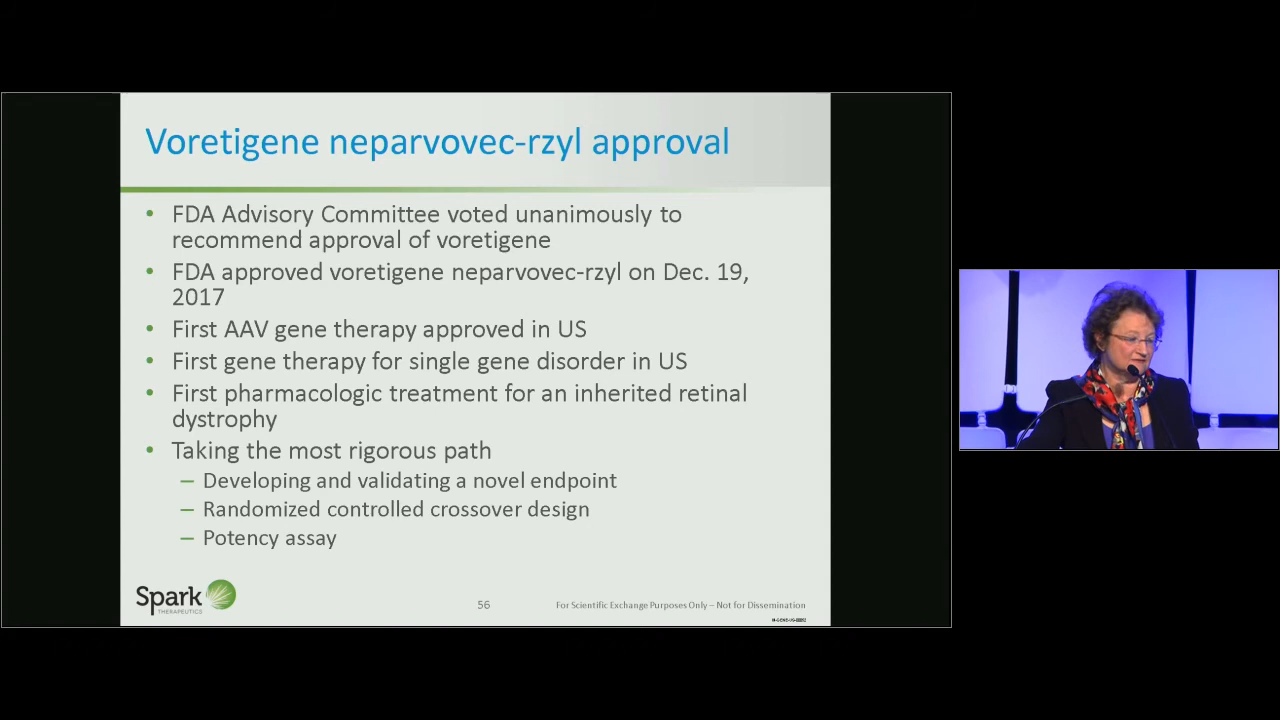 Voretigene neparvovec-rzyl approval
• FDA Advisory Committee voted unanimously to
recommend approval of voretigene
• FDA approved voretigene neparvovec-rzyl on Dec. 19,
2017
• First AAV gene therapy approved in US
• First gene therapy for single gene disorder in US
• First pharmacologic treatment for an inherited retinal
dystrophy
• Taking the most rigorous path
– Developing and validating a novel endpoint
– Randomized controlled crossover design
– Potency assay
Spark
THERAPEUTICS
56
For Scientific Exchange Purposes Only – Not for Dissemination